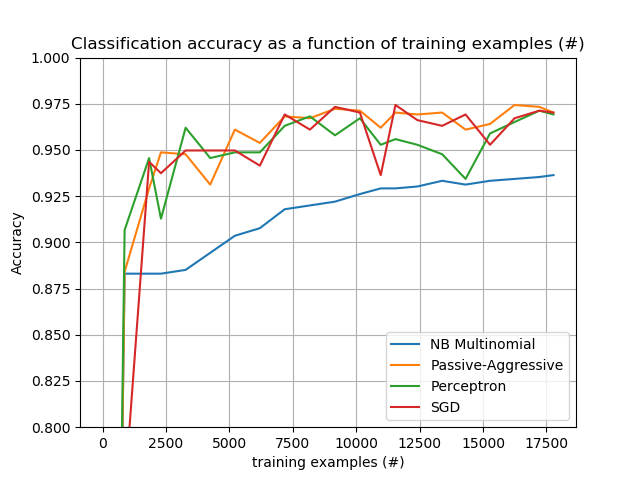 Classification accuracy as a function of training examples (#)
1.000
0.975
0.950
0.925
0.900
0.875
0.850
0.825
0.800
Accuracy
NB Multinomial
Passive-Aggressive
Perceptron
SGD
0 2500 5000 7500 10000 12500 15000 17500
training examples (#)